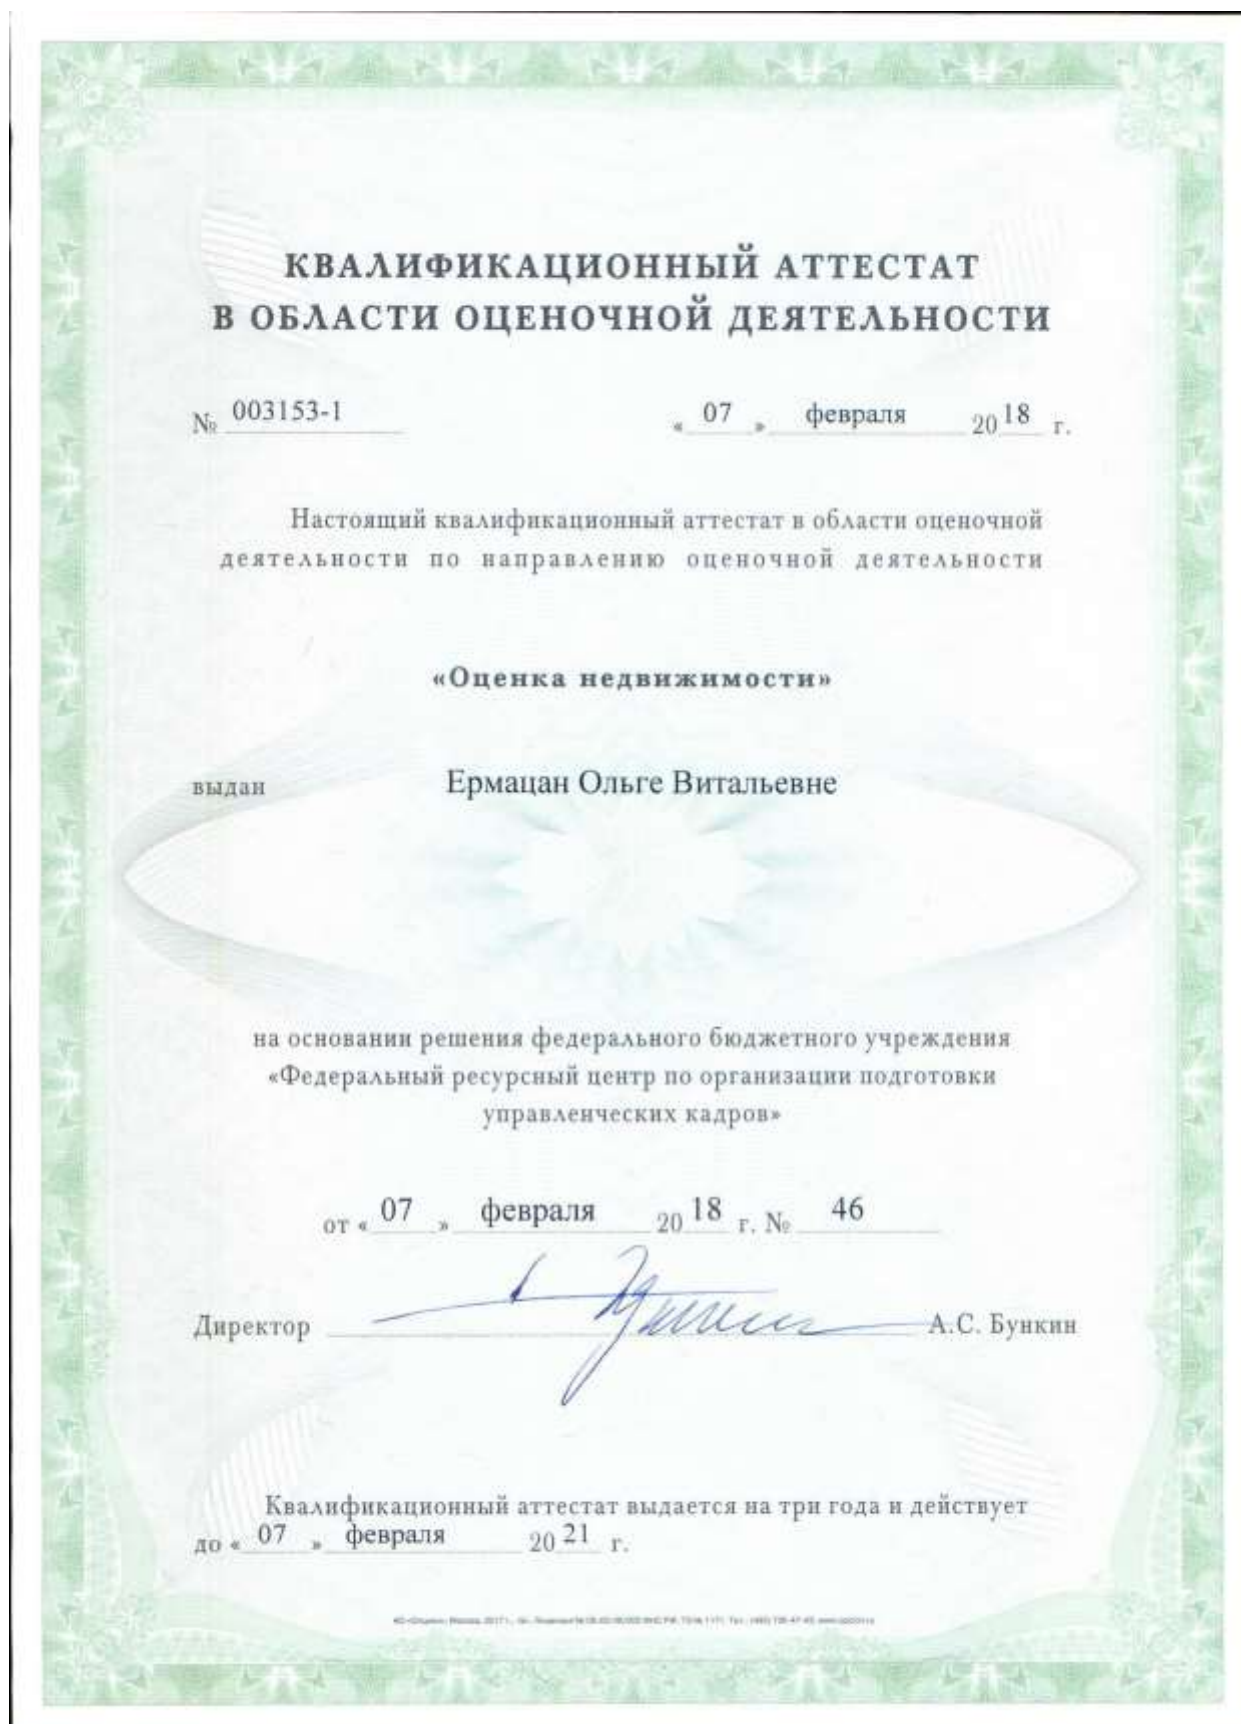 КВАЛИФИКАЦИОННЫЙ АТТЕСТАТ
В ОБЛАСТИ ОЦЕНОЧНОЙ ДЕЯТЕЛЬНОСТИ
№ 003153-1 « 07 » февраля 20 18 г.
Настоящий квалификационный аттестат в области оценочной
деятельности по направлению оценочной деятельности
«Оценка недвижимости»
выдан Ермацан Ольге Витальевне
на основании решения федерального бюджетного учреждения
«Федеральный ресурсный центр по организации подготовки
управленческих кадров»
от « 07 » февраля 20 18 г. № 46
Директор А.С. Бункин
Квалификационный аттестат выдается на три года и действует
до « 07 » февраля 20 21 г.